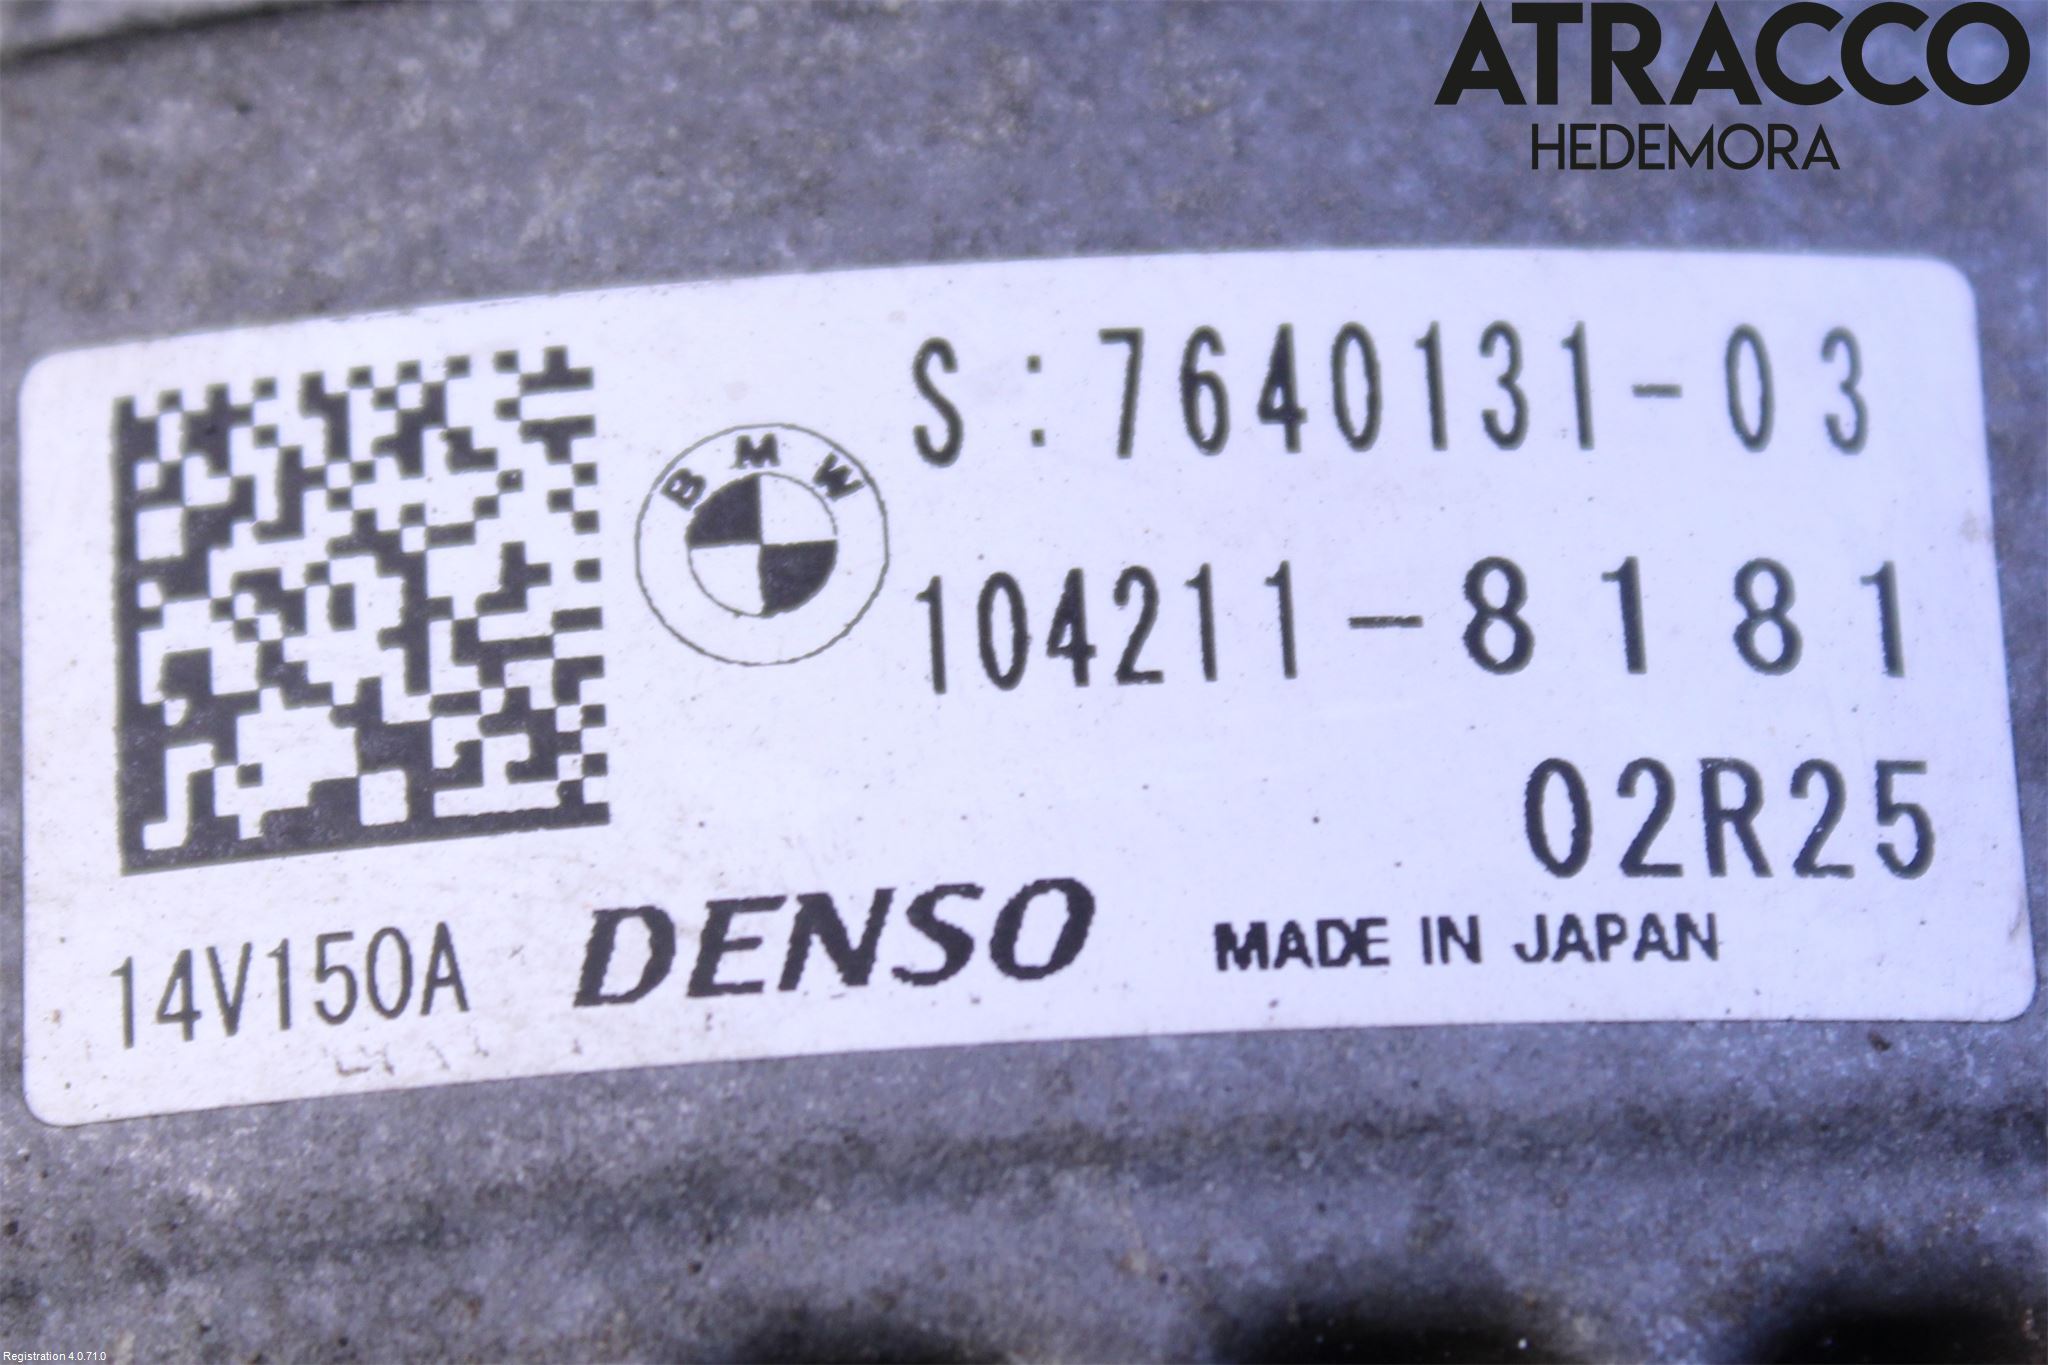 ATRACCO
HEDEMORA
S:7640131-03
BMW
104211-8181
02R25
14V150A DENSO MADE IN JAPAN
Registration 4.0.71.0